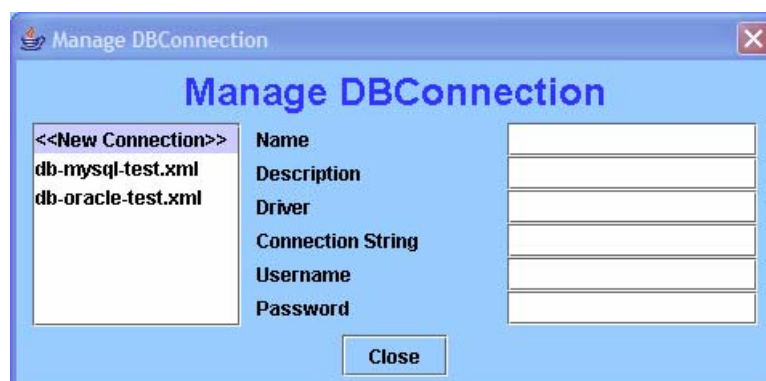 Manage DBConnection
Manage DBConnection
<<New Connection>>
db-mysql-test.xml
db-oracle-test.xml
Name
Description
Driver
Connection String
Username
Password
Close